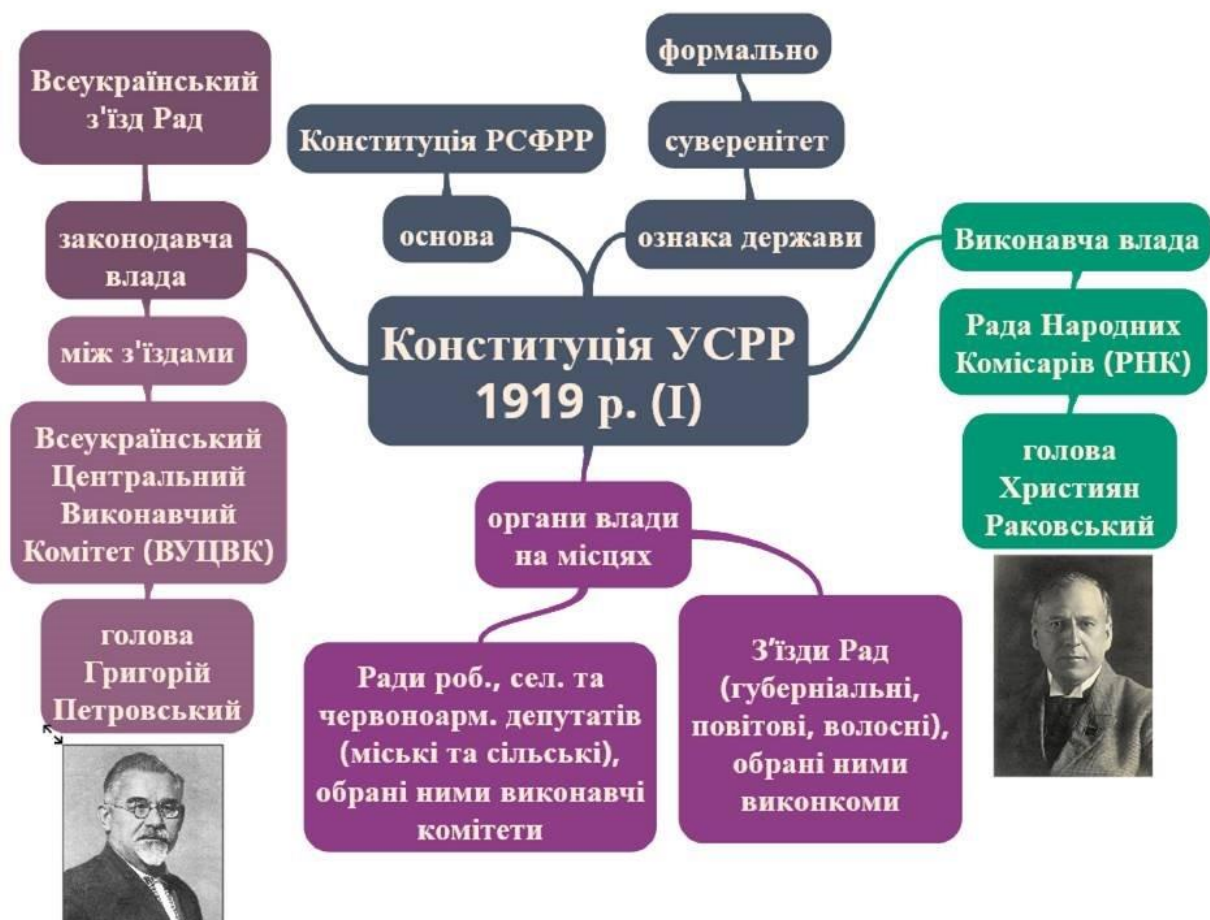 Всеукраїнський
з'їзд Рад
законодавча
влада
між з'їздами
Всеукраїнський
Центральний
Виконавчий
Комітет (ВУЦВК)
голова
Григорій
Петровський
Конституція РСФРР
основа
формально
суверенітет
ознака держави
Конституція УСРР
1919 р. (І)
органи влади
на місцях
Ради роб., сел. та
червоноарм. депутатів
(міські та сільські),
обрані ними виконавчі
комітети
З’їзди Рад
(губерніальні,
повітові, волосні),
обрані ними
виконкоми
Виконавча влада
Рада Народних
Комісарів (РНК)
голова
Християн
Раковський